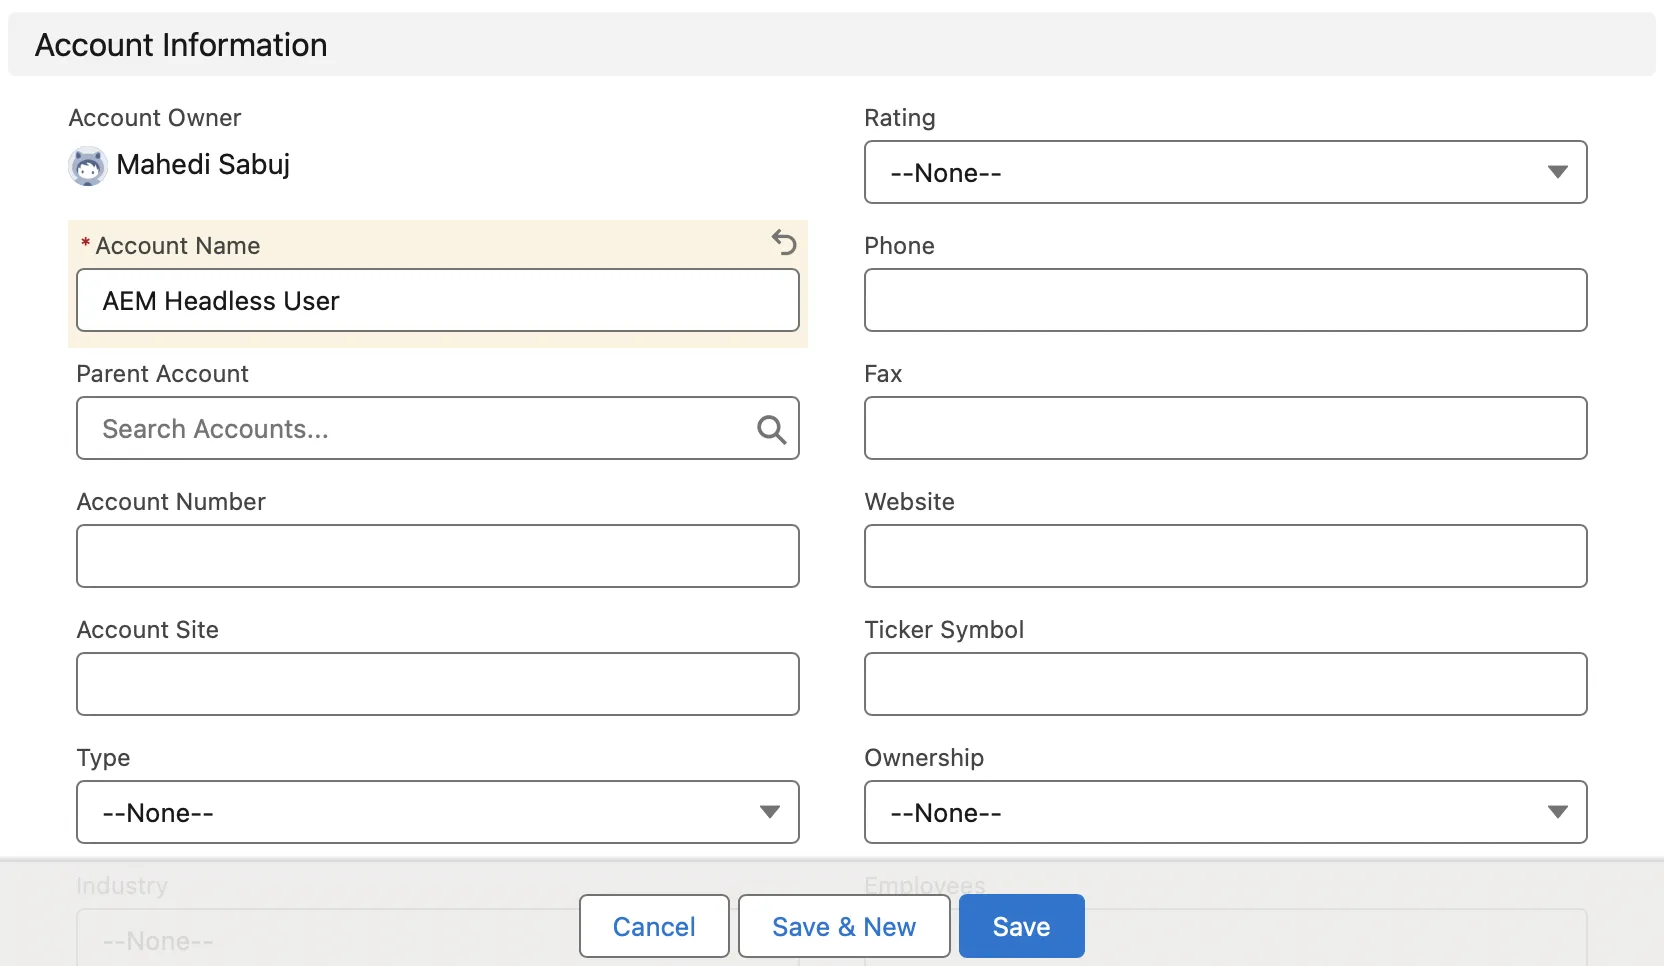 Account Information
Account Owner
Mahedi Sabuj
Rating
--None--
* Account Name
AEM Headless User
Phone
Parent Account
Search Accounts...
Fax
Account Number
Website
Account Site
Ticker Symbol
Type
--None--
Ownership
--None--
Industry
--None--
Employees
Cancel
Save & New
Save